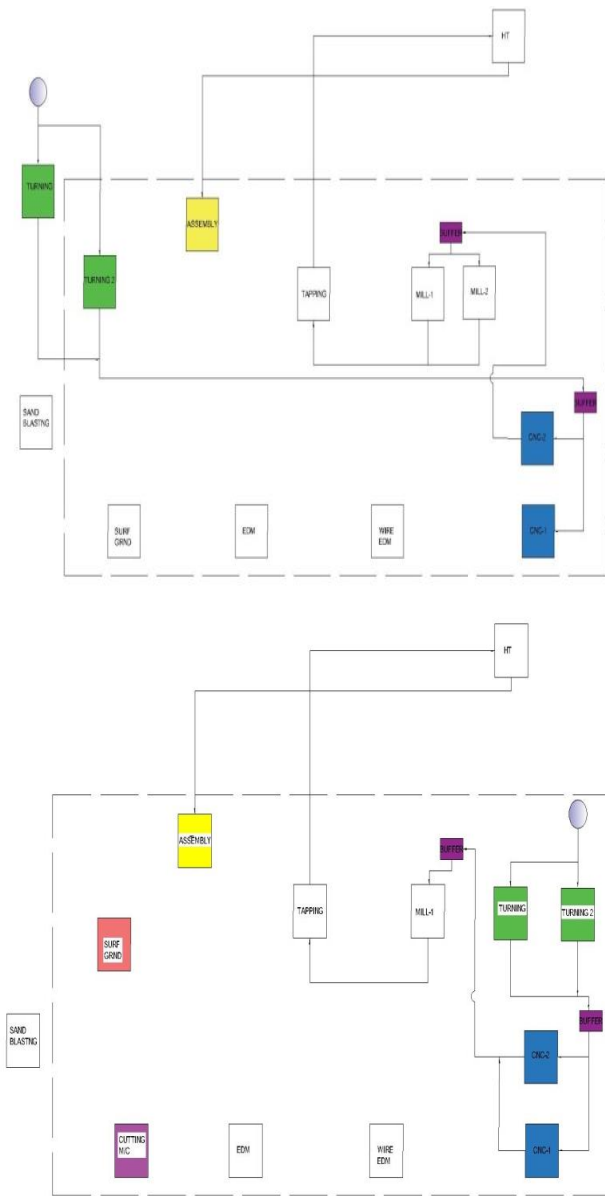 HT
TURNING
ASSEMBLY
BUFFER
TURNING 2
TAPPING
MILL-1
MILL-2
SAND
BLASTNG
BUFFER
CNC-2
SURF
GRND
EDM
WIRE
EDM
CNC-1
HT
ASSEMBLY
BUFFER
TAPPING
MILL-1
TURNING
TURNING 2
SURF
GRND
SAND
BLASTNG
BUFFER
CNC-2
CUTTING
M/C
EDM
WIRE
EDM
CNC-1